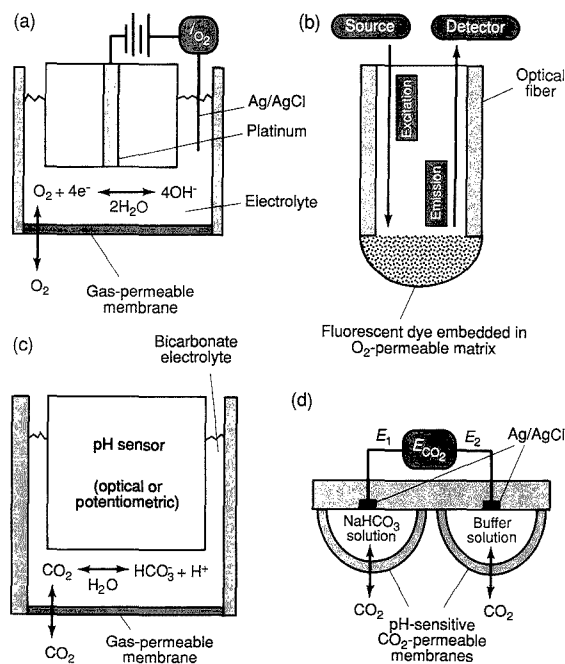 (a)
I O2
Ag/AgCl
Platinum
O2 + 4e- 4OH-
2H2O
Electrolyte
O2
Gas-permeable
membrane
(b)
Source
Detector
Optical
fiber
Excitation
Emission
Fluorescent dye embedded in
O2-permeable matrix
(c)
Bicarbonate
electrolyte
pH sensor
(optical or
potentiometric)
CO2 HCO3- + H+
H2O
CO2
Gas-permeable
membrane
(d)
E1
ECO2
E2
Ag/AgCl
NaHCO3
solution
Buffer
solution
CO2
CO2
pH-sensitive
CO2-permeable
membranes